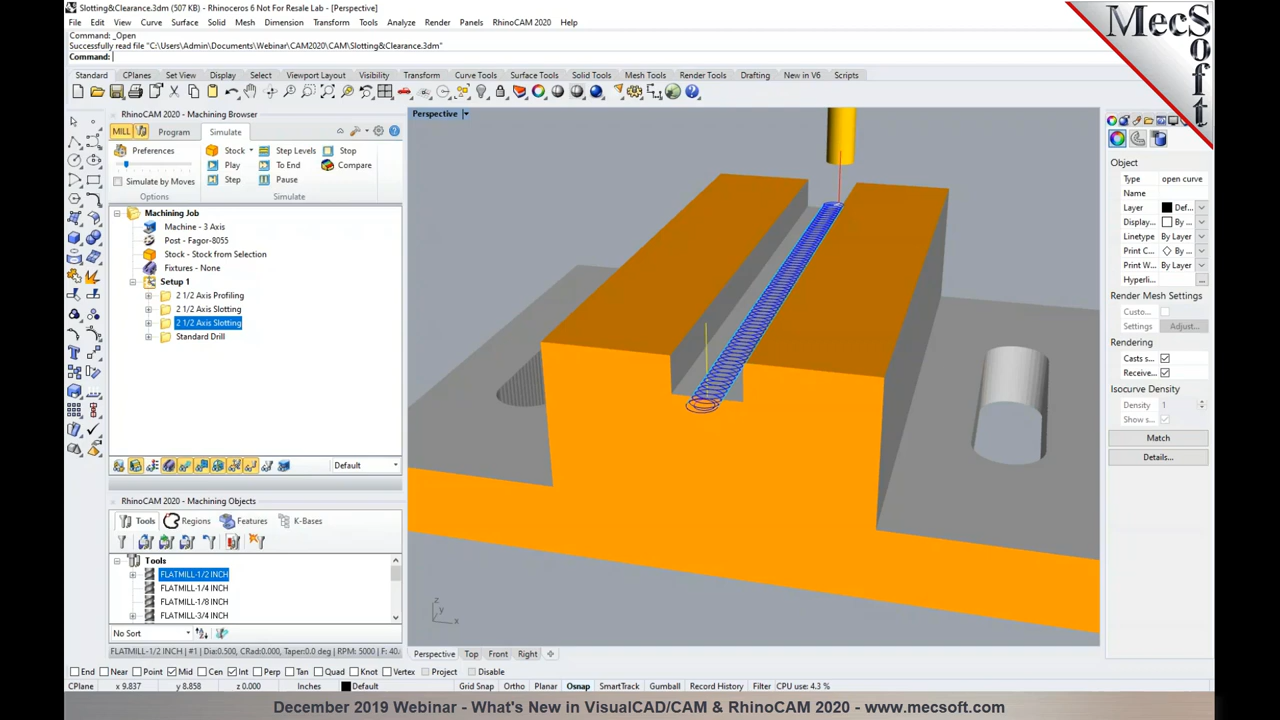 Slotting&Clearance.3dm (507 KB) - Rhinoceros 6 Not For Resale Lab - [Perspective]
File Edit View Curve Surface Solid Mesh Dimension Transform Tools Analyze Render Panels RhinoCAM 2020 Help
Command: _Open
Successfully read file "C:\Users\Admin\Documents\Webinar\CAM2020\CAM\Slotting&Clearance.3dm"
Command:
Standard CPlanes Set View Display Select Viewport Layout Visibility Transform Curve Tools Surface Tools Solid Tools Mesh Tools Render Tools Drafting New in V6 Scripts
MecSoft
RhinoCAM 2020 - Machining Browser
MILL Program Simulate
Preferences Stock Step Levels Stop
Play To End Compare
Simulate by Moves Step Pause
Options Simulate
Machining Job
Machine - 3 Axis
Post - Fagor-8055
Stock - Stock from Selection
Fixtures - None
Setup 1
2 1/2 Axis Profiling
2 1/2 Axis Slotting
2 1/2 Axis Slotting
Standard Drill
Default
RhinoCAM 2020 - Machining Objects
Tools Regions Features K-Bases
Tools
FLATMILL-1/2 INCH
FLATMILL-1/4 INCH
FLATMILL-1/8 INCH
FLATMILL-3/4 INCH
No Sort
FLATMILL-1/2 INCH | #1 | Dia:0.500, CRad:0.000, Taper:0.0 deg | RPM: 5000 | F: 40.
Perspective
z
y
x
Perspective Top Front Right
Object
Type open curve
Name
Layer Def...
Display... By ...
Linetype By Layer
Print C... By ...
Print W... By Layer
Hyperli... ...
Render Mesh Settings
Custo...
Settings Adjust...
Rendering
Casts s...
Receive...
Isocurve Density
Density 1
Show s...
Match
Details...
End Near Point Mid Cen Int Perp Tan Quad Knot Vertex Project Disable
CPlane x 9.837 y 8.858 z 0.000 Inches Default Grid Snap Ortho Planar Osnap SmartTrack Gumball Record History Filter CPU use: 4.3 %
December 2019 Webinar - What's New in VisualCAD/CAM & RhinoCAM 2020 - www.mecsoft.com